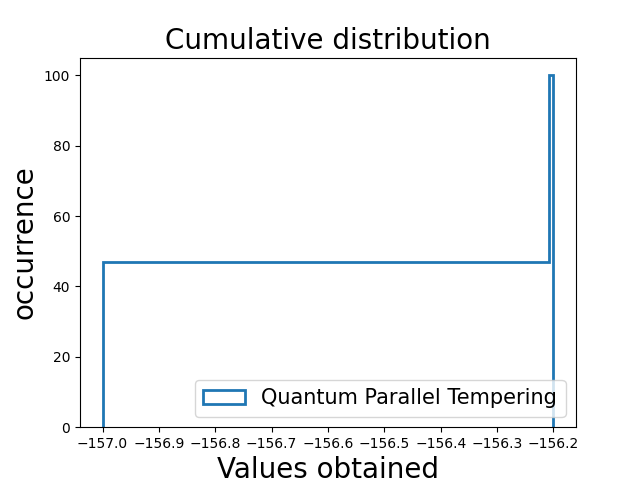 Cumulative distribution
occurrence
100
80
60
40
20
0
Quantum Parallel Tempering
−157.0 −156.9 −156.8 −156.7 −156.6 −156.5 −156.4 −156.3 −156.2
Values obtained